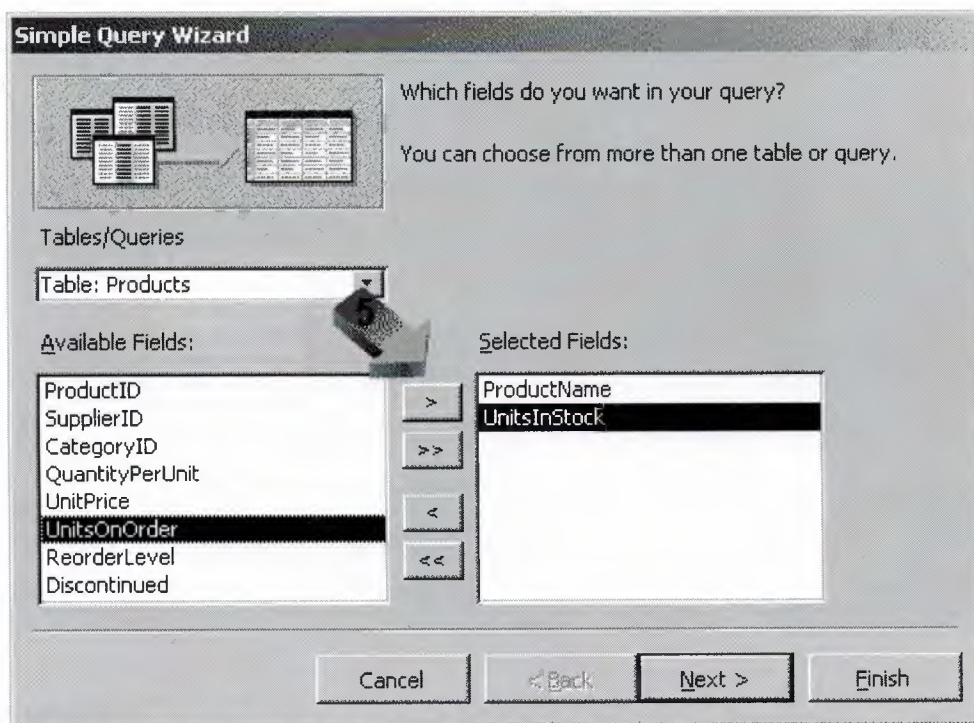 Simple Query Wizard
Which fields do you want in your query?
You can choose from more than one table or query.
Tables/Queries
Table: Products
5
Available Fields:
ProductID
SupplierID
CategoryID
QuantityPerUnit
UnitPrice
UnitsOnOrder
ReorderLevel
Discontinued
>
>>
<
<<
Selected Fields:
ProductName
UnitsInStock
Cancel
< Back
Next >
Finish